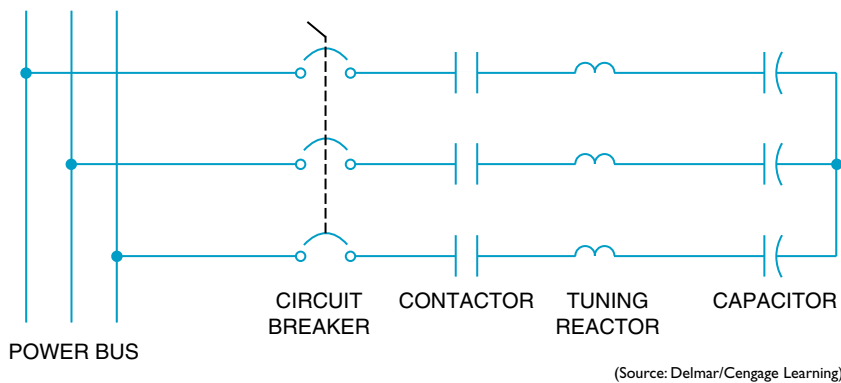 CIRCUIT
BREAKER
CONTACTOR
TUNING
REACTOR
CAPACITOR
POWER BUS
(Source: Delmar/Cengage Learning)